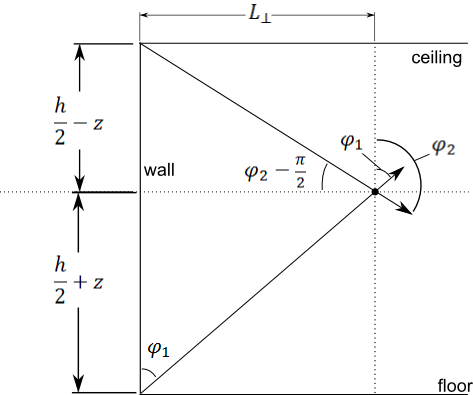 L⊥
ceiling
h/2 − z
φ₁
φ₂
wall
φ₂ − π/2
h/2 + z
φ₁
floor